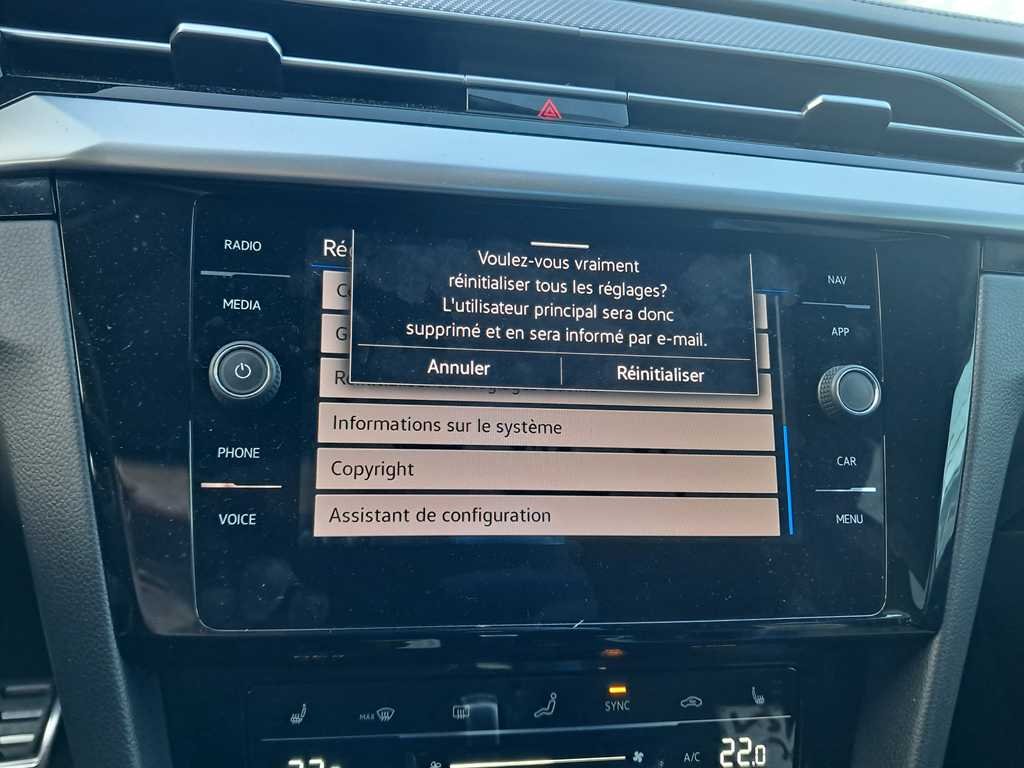 RADIO
MEDIA
PHONE
VOICE
Voulez-vous vraiment
réinitialiser tous les réglages?
L'utilisateur principal sera donc
supprimé et en sera informé par e-mail.
Annuler
Réinitialiser
Informations sur le système
Copyright
Assistant de configuration
NAV
APP
CAR
MENU
MAX
SYNC
A/C
22.0